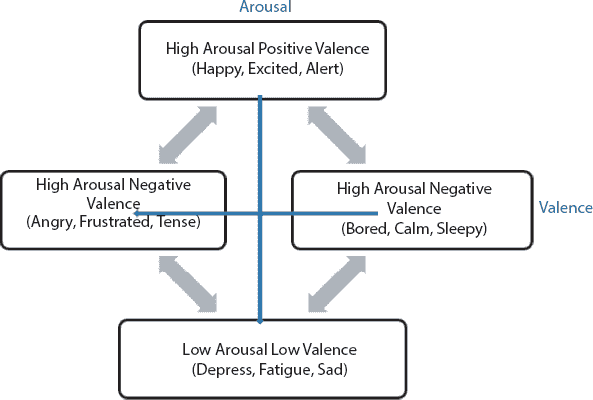 Arousal
High Arousal Positive Valence
(Happy, Excited, Alert)
High Arousal Negative
Valence
(Angry, Frustrated, Tense)
High Arousal Negative
Valence
(Bored, Calm, Sleepy)
Valence
Low Arousal Low Valence
(Depress, Fatigue, Sad)